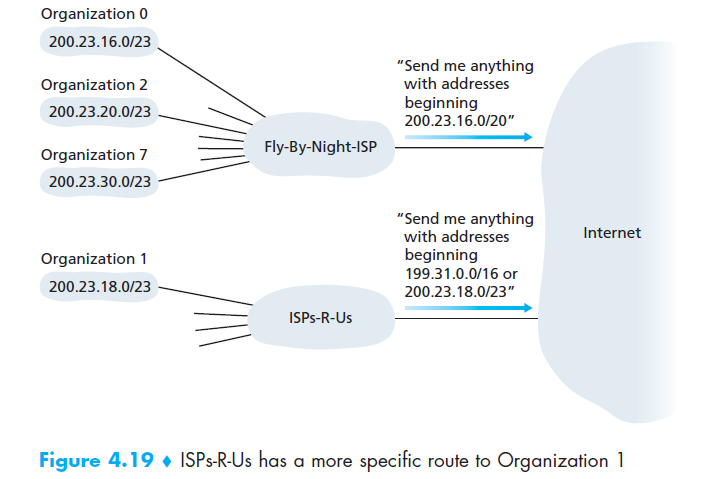 Organization 0
200.23.16.0/23
Organization 2
200.23.20.0/23
Organization 7
200.23.30.0/23
Fly-By-Night-ISP
“Send me anything
with addresses
beginning
200.23.16.0/20”
Organization 1
200.23.18.0/23
ISPs-R-Us
“Send me anything
with addresses
beginning
199.31.0.0/16 or
200.23.18.0/23”
Internet
Figure 4.19 ♦ ISPs-R-Us has a more specific route to Organization 1